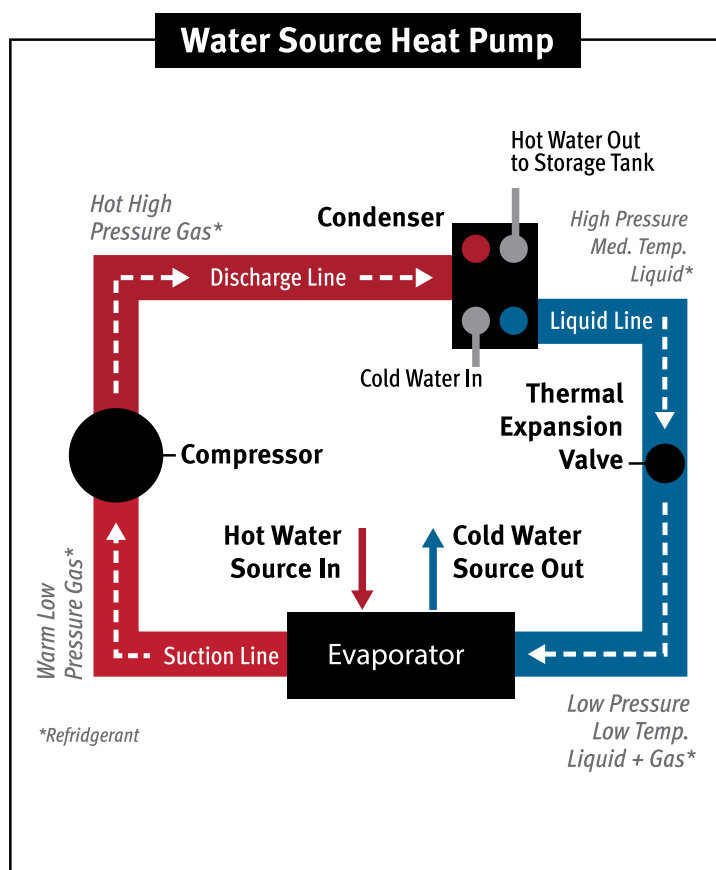 Water Source Heat Pump
Hot Water Out
to Storage Tank
Hot High
Pressure Gas*
Condenser
High Pressure
Med. Temp.
Liquid*
Discharge Line
Liquid Line
Cold Water In
Thermal
Expansion
Valve
Compressor
Hot Water
Source In
Cold Water
Source Out
Warm Low
Pressure Gas*
Suction Line
Evaporator
Low Pressure
Low Temp.
Liquid + Gas*
*Refridgerant